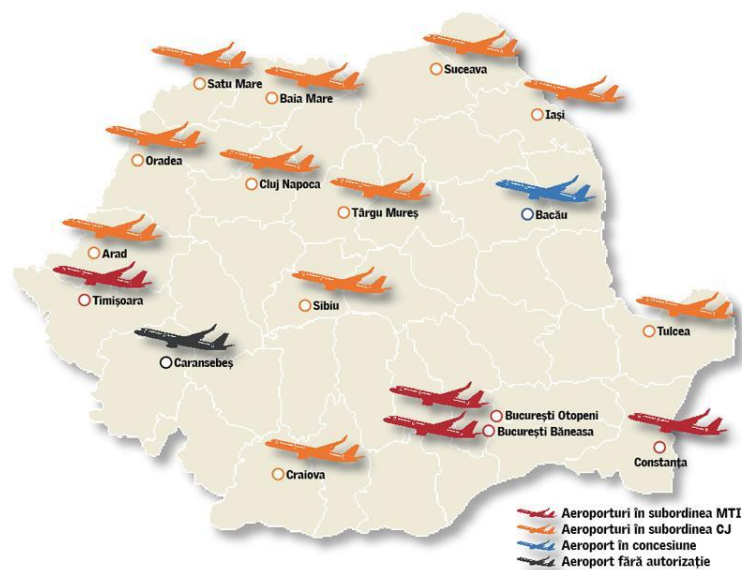 Suceava
Satu Mare
Baia Mare
Iași
Oradea
Cluj Napoca
Târgu Mureș
Bacău
Arad
Timișoara
Sibiu
Tulcea
Caransebeș
București Otopeni
București Băneasa
Constanța
Craiova
Aeroporturi în subordinea MTI
Aeroporturi în subordinea CJ
Aeroport în concesiune
Aeroport fără autorizație